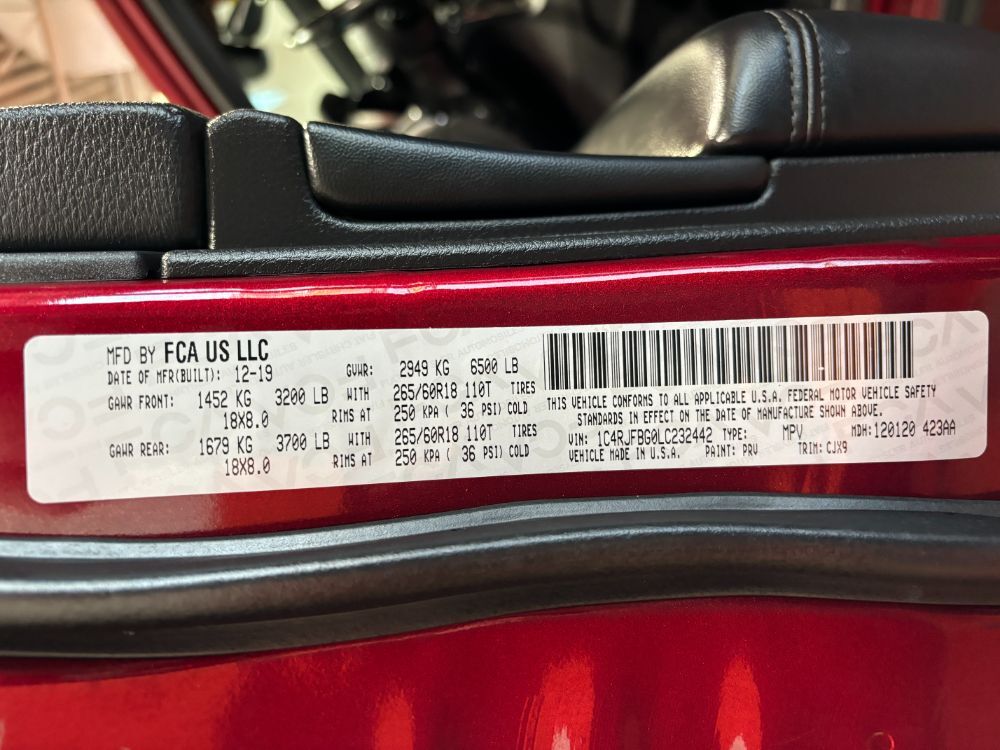 MFD BY FCA US LLC
DATE OF MFR(BUILT): 12-19 GVWR: 2949 KG 6500 LB
GAWR FRONT: 1452 KG 3200 LB WITH 265/60R18 110T TIRES
18X8.0 RIMS AT 250 KPA ( 36 PSI) COLD
GAWR REAR: 1679 KG 3700 LB WITH 265/60R18 110T TIRES
18X8.0 RIMS AT 250 KPA ( 36 PSI) COLD
THIS VEHICLE CONFORMS TO ALL APPLICABLE U.S.A. FEDERAL MOTOR VEHICLE SAFETY
STANDARDS IN EFFECT ON THE DATE OF MANUFACTURE SHOWN ABOVE.
VIN: 1C4RJFBG0LC232442 TYPE: MPV MDH:120120 423AA
VEHICLE MADE IN U.S.A. PAINT: PRV TRIM: CJX9